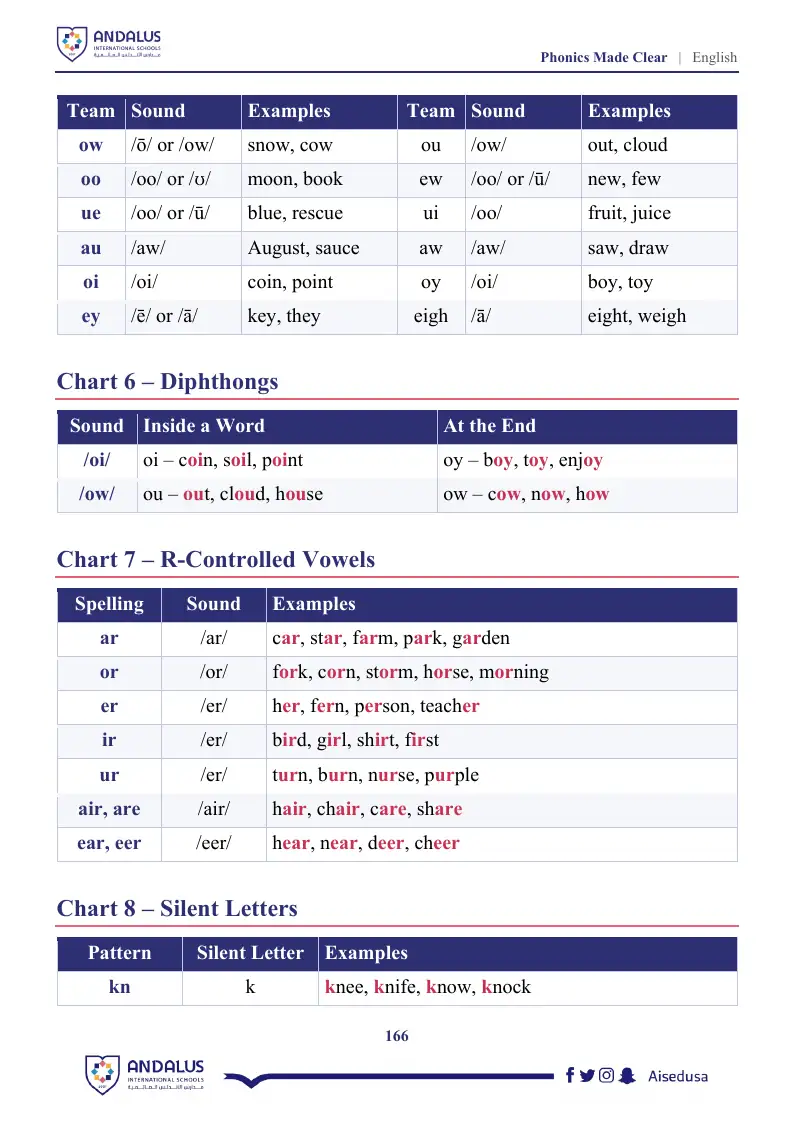 ANDALUS
INTERNATIONAL SCHOOLS
Phonics Made Clear | English
Team Sound Examples Team Sound Examples
ow /ō/ or /ow/ snow, cow ou /ow/ out, cloud
oo /oo/ or /ʊ/ moon, book ew /oo/ or /ū/ new, few
ue /oo/ or /ū/ blue, rescue ui /oo/ fruit, juice
au /aw/ August, sauce aw /aw/ saw, draw
oi /oi/ coin, point oy /oi/ boy, toy
ey /ē/ or /ā/ key, they eigh /ā/ eight, weigh
Chart 6 – Diphthongs
Sound Inside a Word At the End
/oi/ oi – coin, soil, point oy – boy, toy, enjoy
/ow/ ou – out, cloud, house ow – cow, now, how
Chart 7 – R-Controlled Vowels
Spelling Sound Examples
ar /ar/ car, star, farm, park, garden
or /or/ fork, corn, storm, horse, morning
er /er/ her, fern, person, teacher
ir /er/ bird, girl, shirt, first
ur /er/ turn, burn, nurse, purple
air, are /air/ hair, chair, care, share
ear, eer /eer/ hear, near, deer, cheer
Chart 8 – Silent Letters
Pattern Silent Letter Examples
kn k knee, knife, know, knock
166
ANDALUS
INTERNATIONAL SCHOOLS
Aisedusa